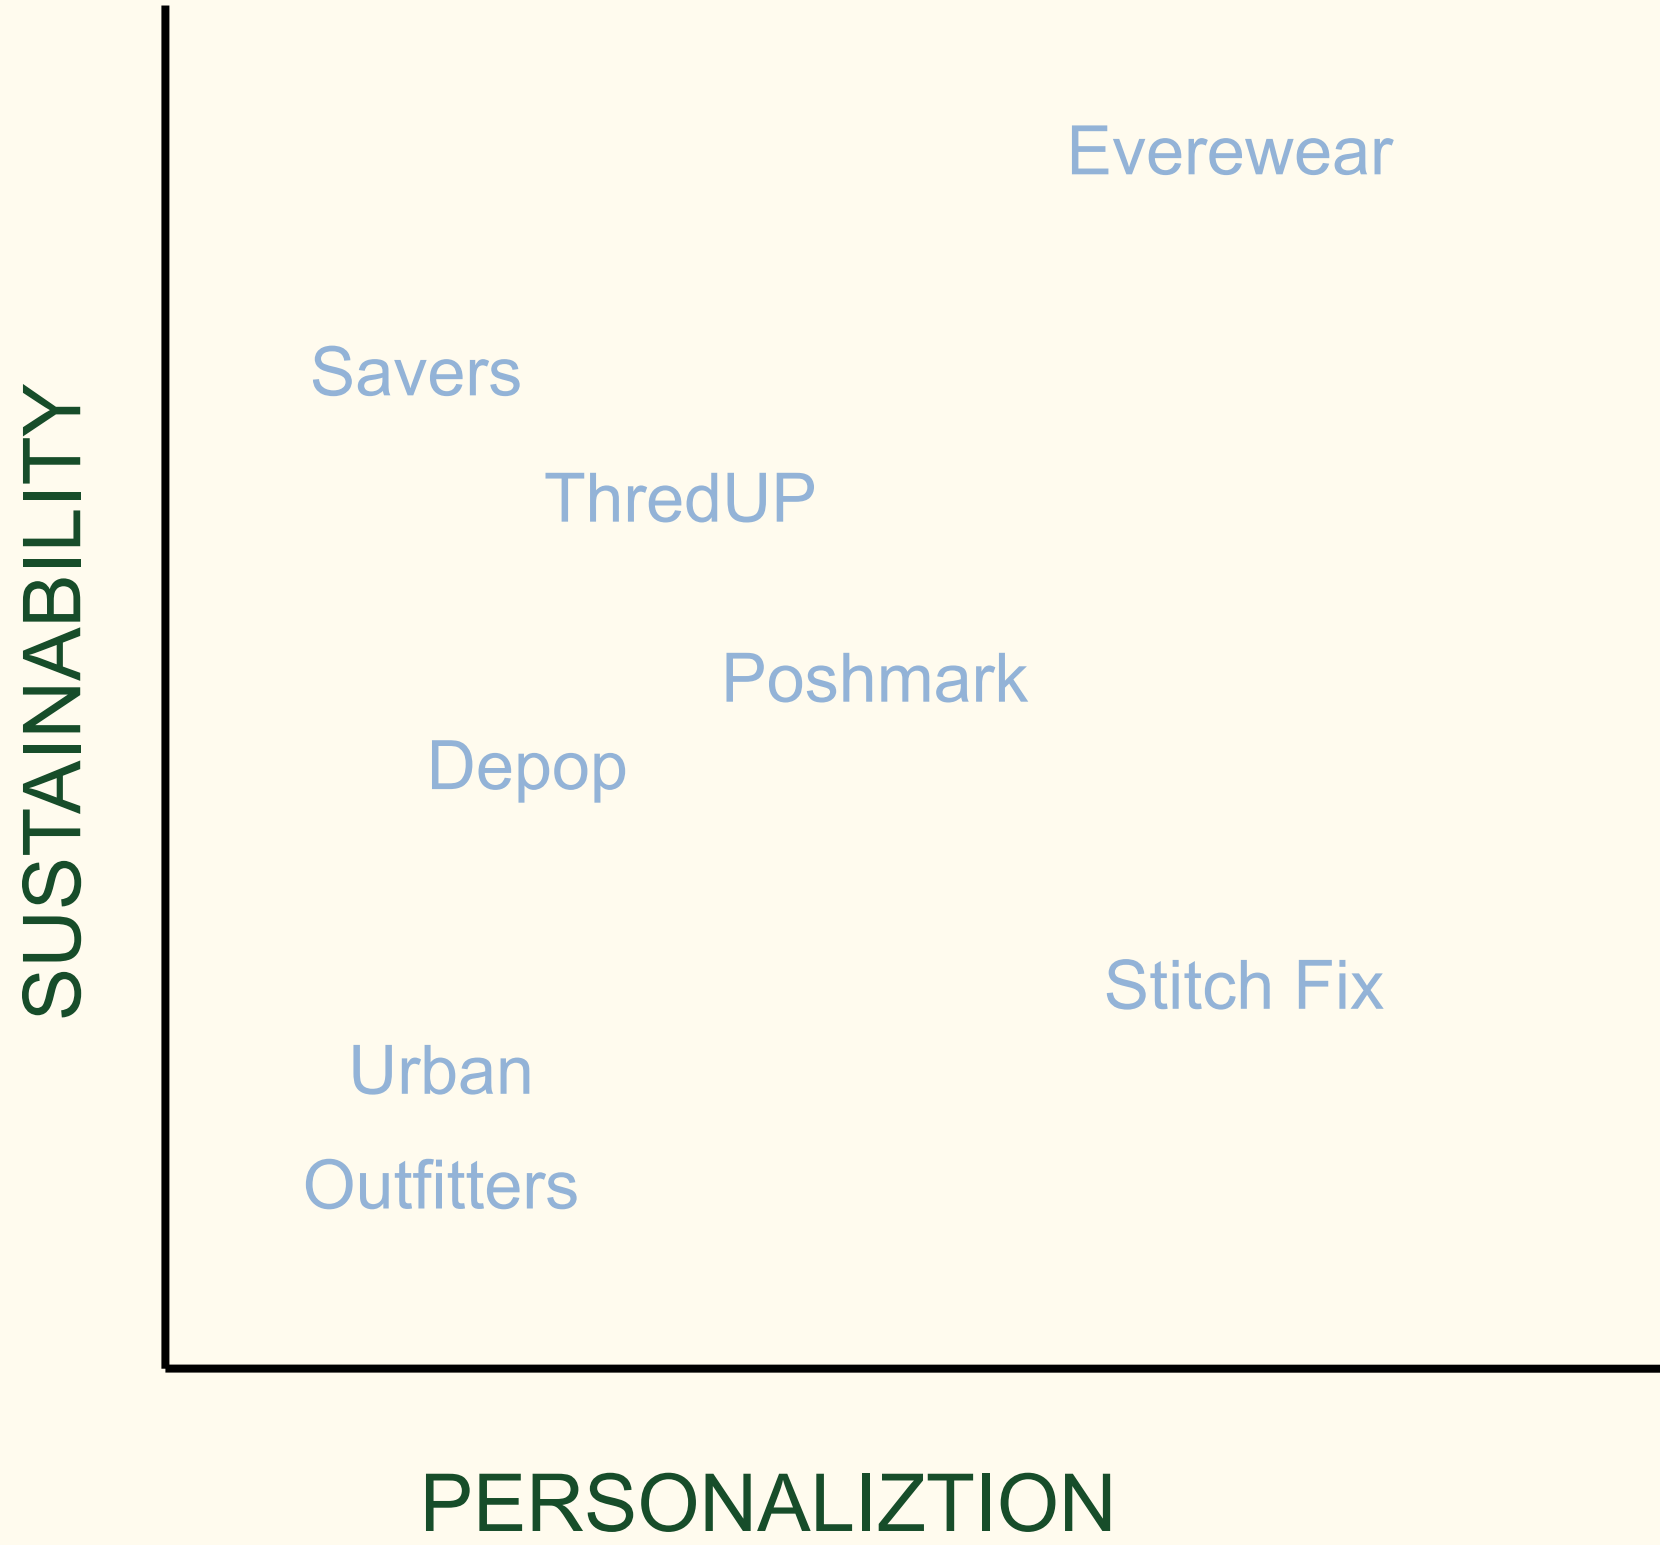 Everewear
Savers
ThredUP
Poshmark
Depop
Stitch Fix
Urban
Outfitters
SUSTAINABILITY
PERSONALIZTION